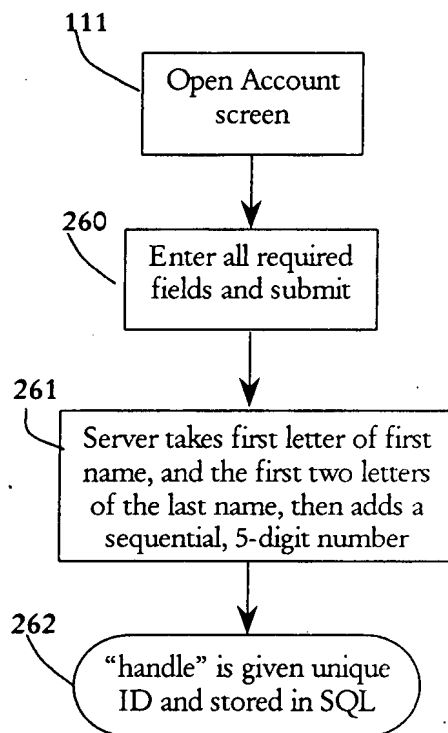 111
Open Account
screen
260
Enter all required
fields and submit
261
Server takes first letter of first
name, and the first two letters
of the last name, then adds a
sequential, 5-digit number
262
“handle” is given unique
ID and stored in SQL